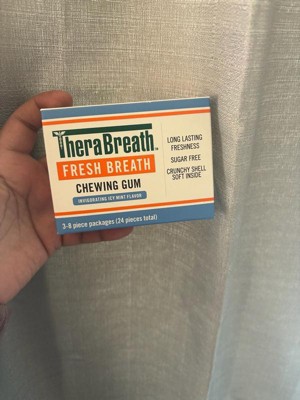 TheraBreath™
FRESH BREATH
CHEWING GUM
INVIGORATING ICY MINT FLAVOR
3-8 piece packages (24 pieces total)
LONG LASTING
FRESHNESS
SUGAR FREE
CRUNCHY SHELL
SOFT INSIDE